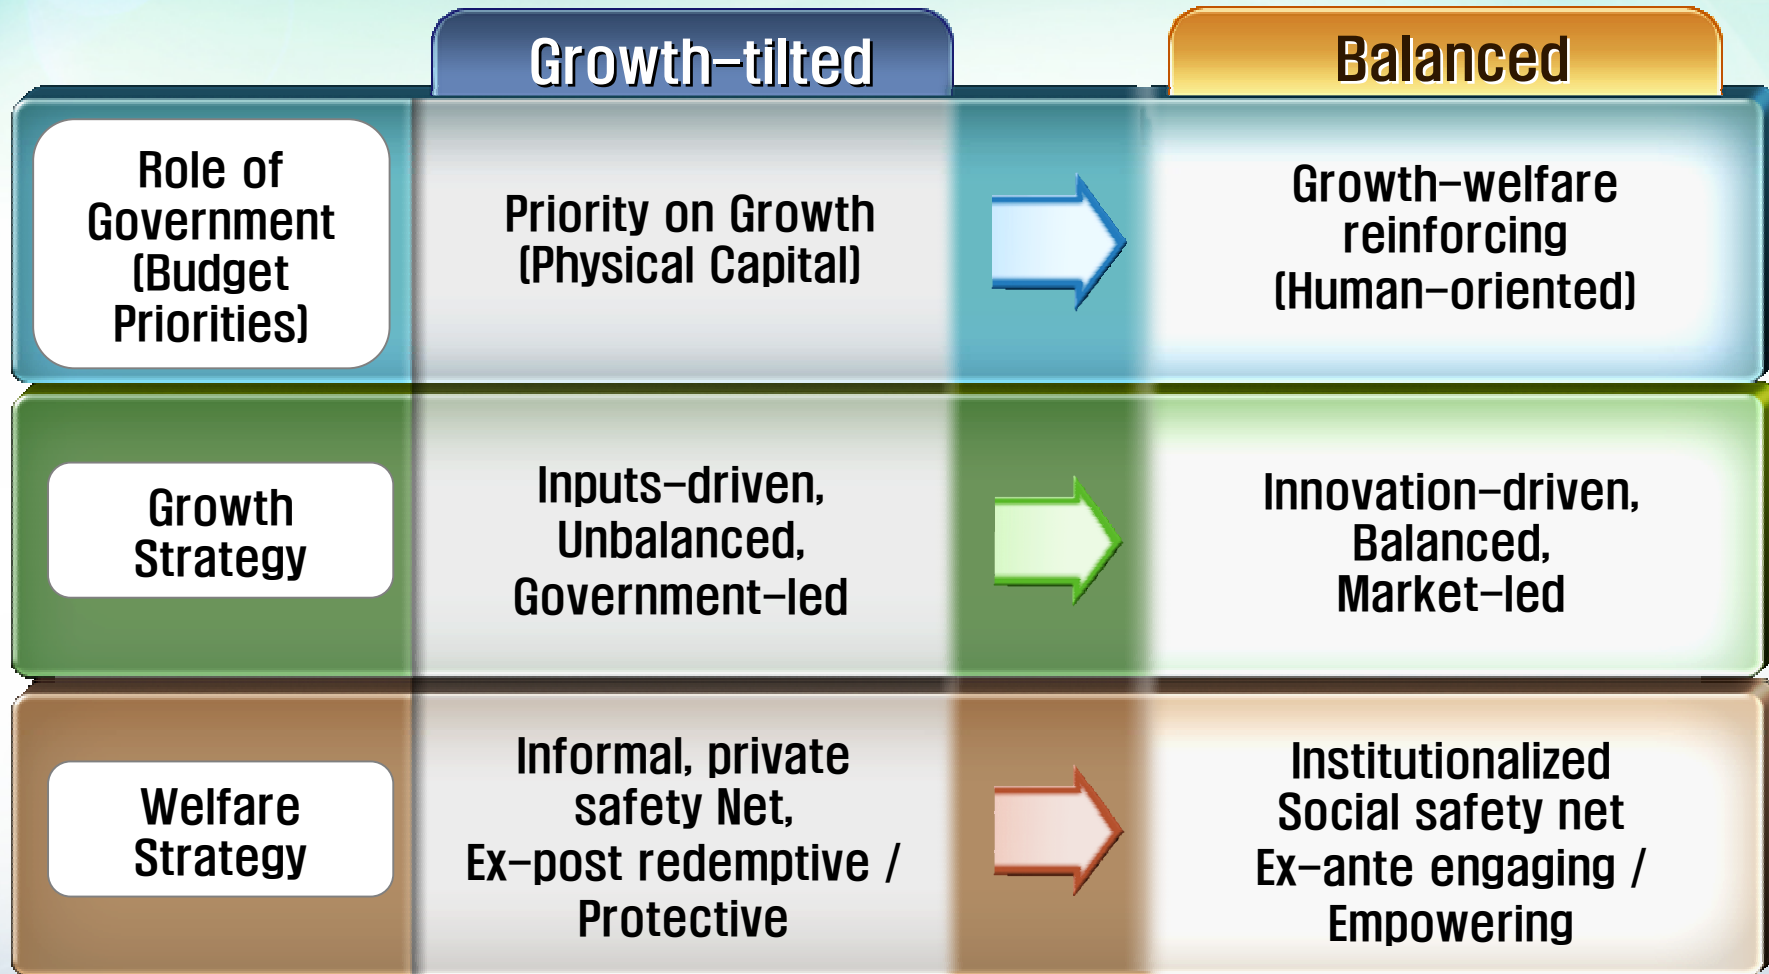 Growth-tilted
Balanced
Role of
Government
(Budget
Priorities)
Priority on Growth
(Physical Capital)
Growth-welfare
reinforcing
(Human-oriented)
Growth
Strategy
Inputs-driven,
Unbalanced,
Government-led
Innovation-driven,
Balanced,
Market-led
Welfare
Strategy
Informal, private
safety Net,
Ex-post redemptive /
Protective
Institutionalized
Social safety net
Ex-ante engaging /
Empowering